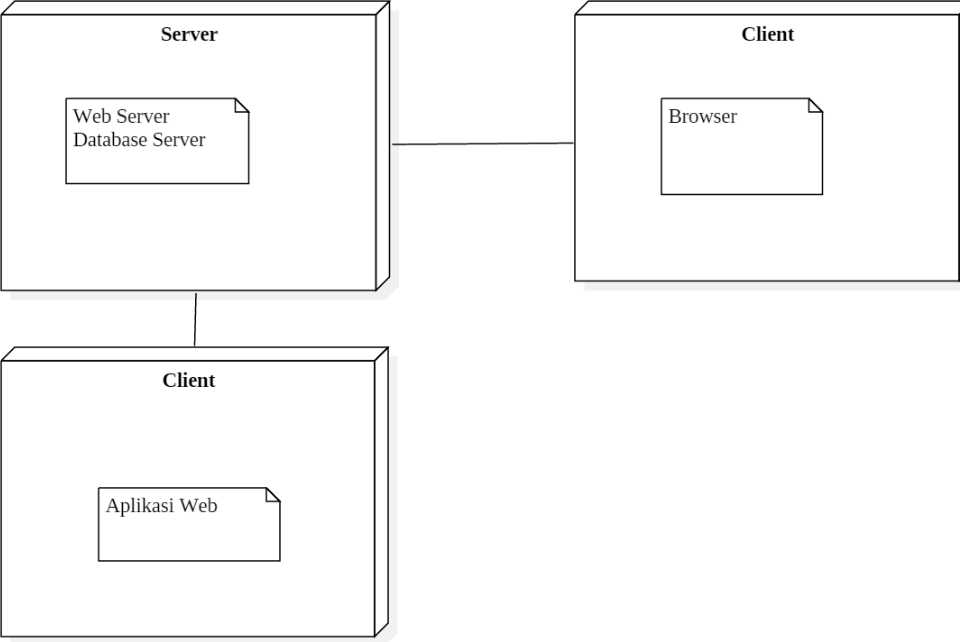 Server
Web Server
Database Server
Client
Browser
Client
Aplikasi Web